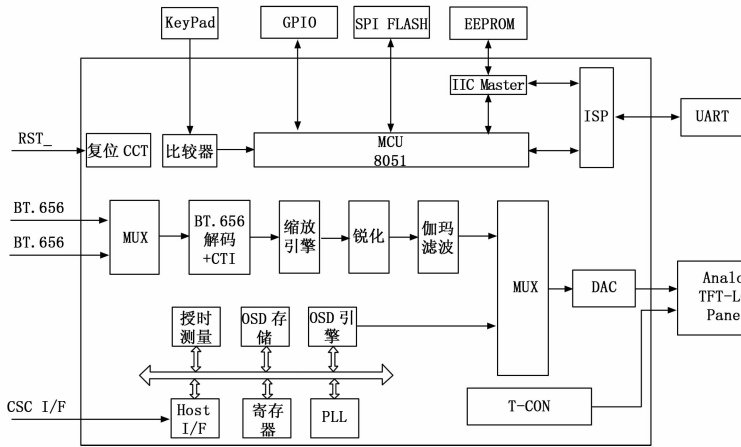 KeyPad
GPIO
SPI FLASH
EEPROM
IIC Master
ISP
UART
RST_
复位 CCT
比较器
MCU
8051
BT.656
BT.656
MUX
BT.656
解码
+CTI
缩放
引擎
锐化
伽玛
滤波
MUX
DAC
Analo
TFT-L
Pane
授时
测量
OSD 存
储
OSD 引
擎
T-CON
CSC I/F
Host
I/F
寄存
器
PLL